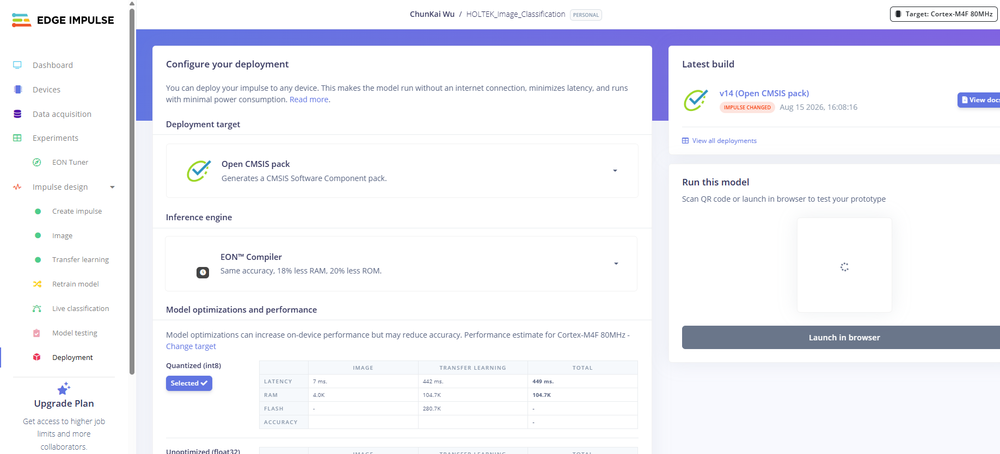 EDGE IMPULSE
Dashboard
Devices
Data acquisition
Experiments
EON Tuner
Impulse design
Create impulse
Image
Transfer learning
Retrain model
Live classification
Model testing
Deployment
Upgrade Plan
Get access to higher job
limits and more
collaborators.
ChunKai Wu / HOLTEK_Image_Classification PERSONAL
Target: Cortex-M4F 80MHz
Configure your deployment
You can deploy your impulse to any device. This makes the model run without an internet connection, minimizes latency, and runs
with minimal power consumption. Read more.
Deployment target
Open CMSIS pack
Generates a CMSIS Software Component pack.
Inference engine
EON™ Compiler
Same accuracy, 18% less RAM, 20% less ROM.
Model optimizations and performance
Model optimizations can increase on-device performance but may reduce accuracy. Performance estimate for Cortex-M4F 80MHz -
Change target
Quantized (int8)
Selected
IMAGE TRANSFER LEARNING TOTAL
LATENCY 7 ms. 442 ms. 449 ms.
RAM 4.0K 104.7K 104.7K
FLASH - 280.7K -
ACCURACY -
Unoptimized (float32)
IMAGE TRANSFER LEARNING TOTAL
Latest build
v14 (Open CMSIS pack)
IMPULSE CHANGED Aug 15 2026, 16:08:16
View docs
View all deployments
Run this model
Scan QR code or launch in browser to test your prototype
Launch in browser